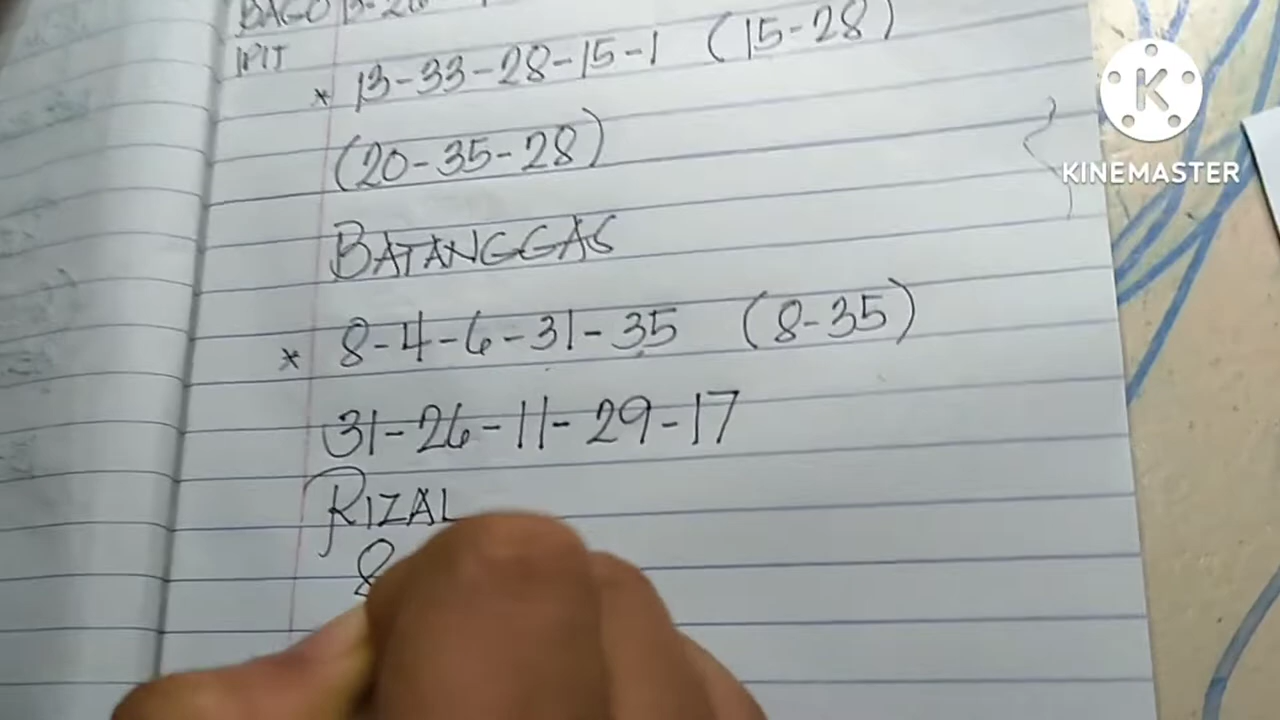 IPIT
* 13-33-28-15-1 (15-28)
(20-35-28)
BATANGGAS
* 8-4-6-31-35 (8-35)
31-26-11-29-17
RIZAL
8
K
KINEMASTER